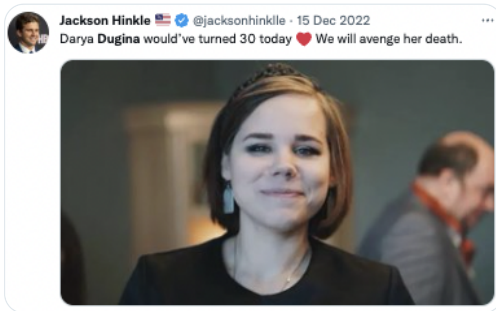 Jackson Hinkle 🇺🇸 @jacksonhinklle · 15 Dec 2022
Darya Dugina would've turned 30 today ❤️ We will avenge her death.